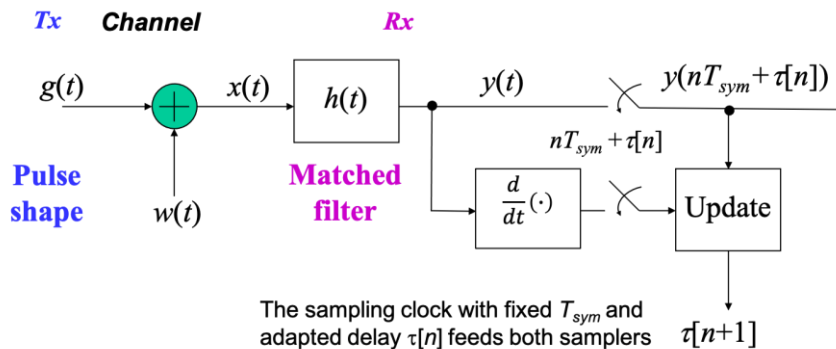 Tx Channel Rx
g(t) x(t) h(t) y(t) y(nT_sym + τ[n])
nT_sym + τ[n]
Pulse
shape
w(t)
Matched
filter
d/dt (·)
Update
The sampling clock with fixed T_sym and
adapted delay τ[n] feeds both samplers
τ[n+1]